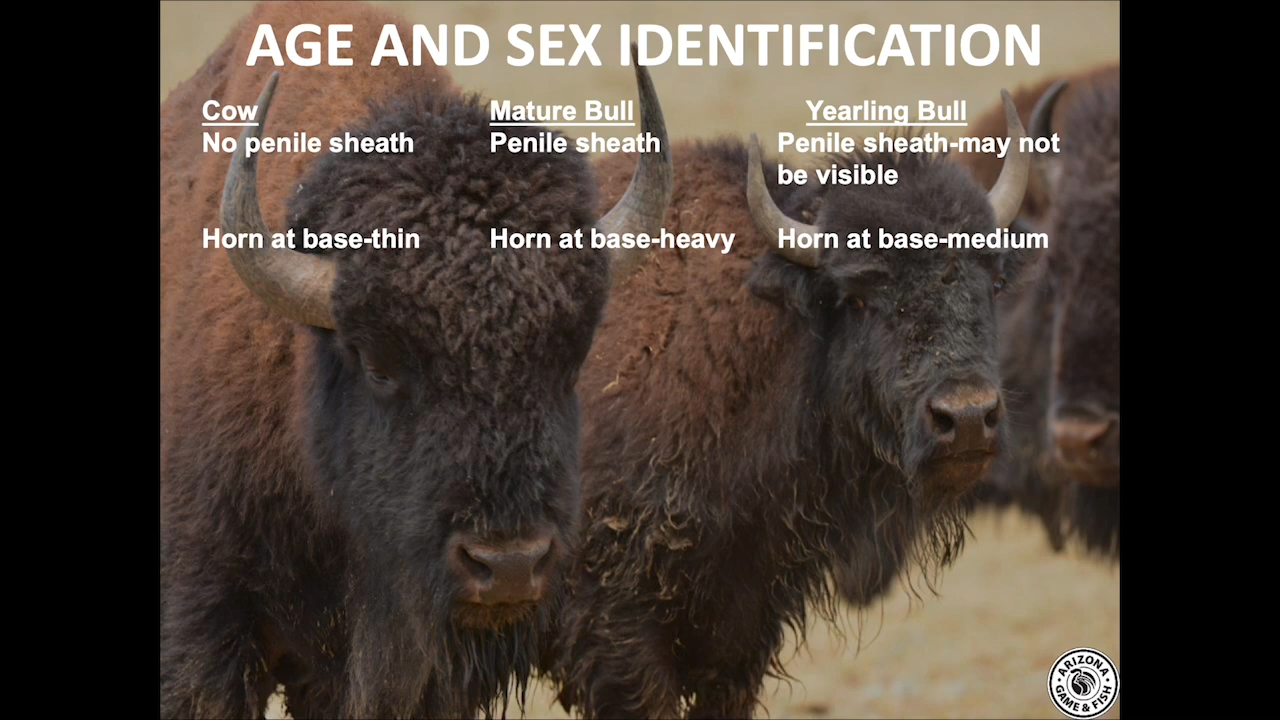 AGE AND SEX IDENTIFICATION
Cow
No penile sheath
Horn at base-thin
Mature Bull
Penile sheath
Horn at base-heavy
Yearling Bull
Penile sheath-may not
be visible
Horn at base-medium
ARIZONA
GAME & FISH